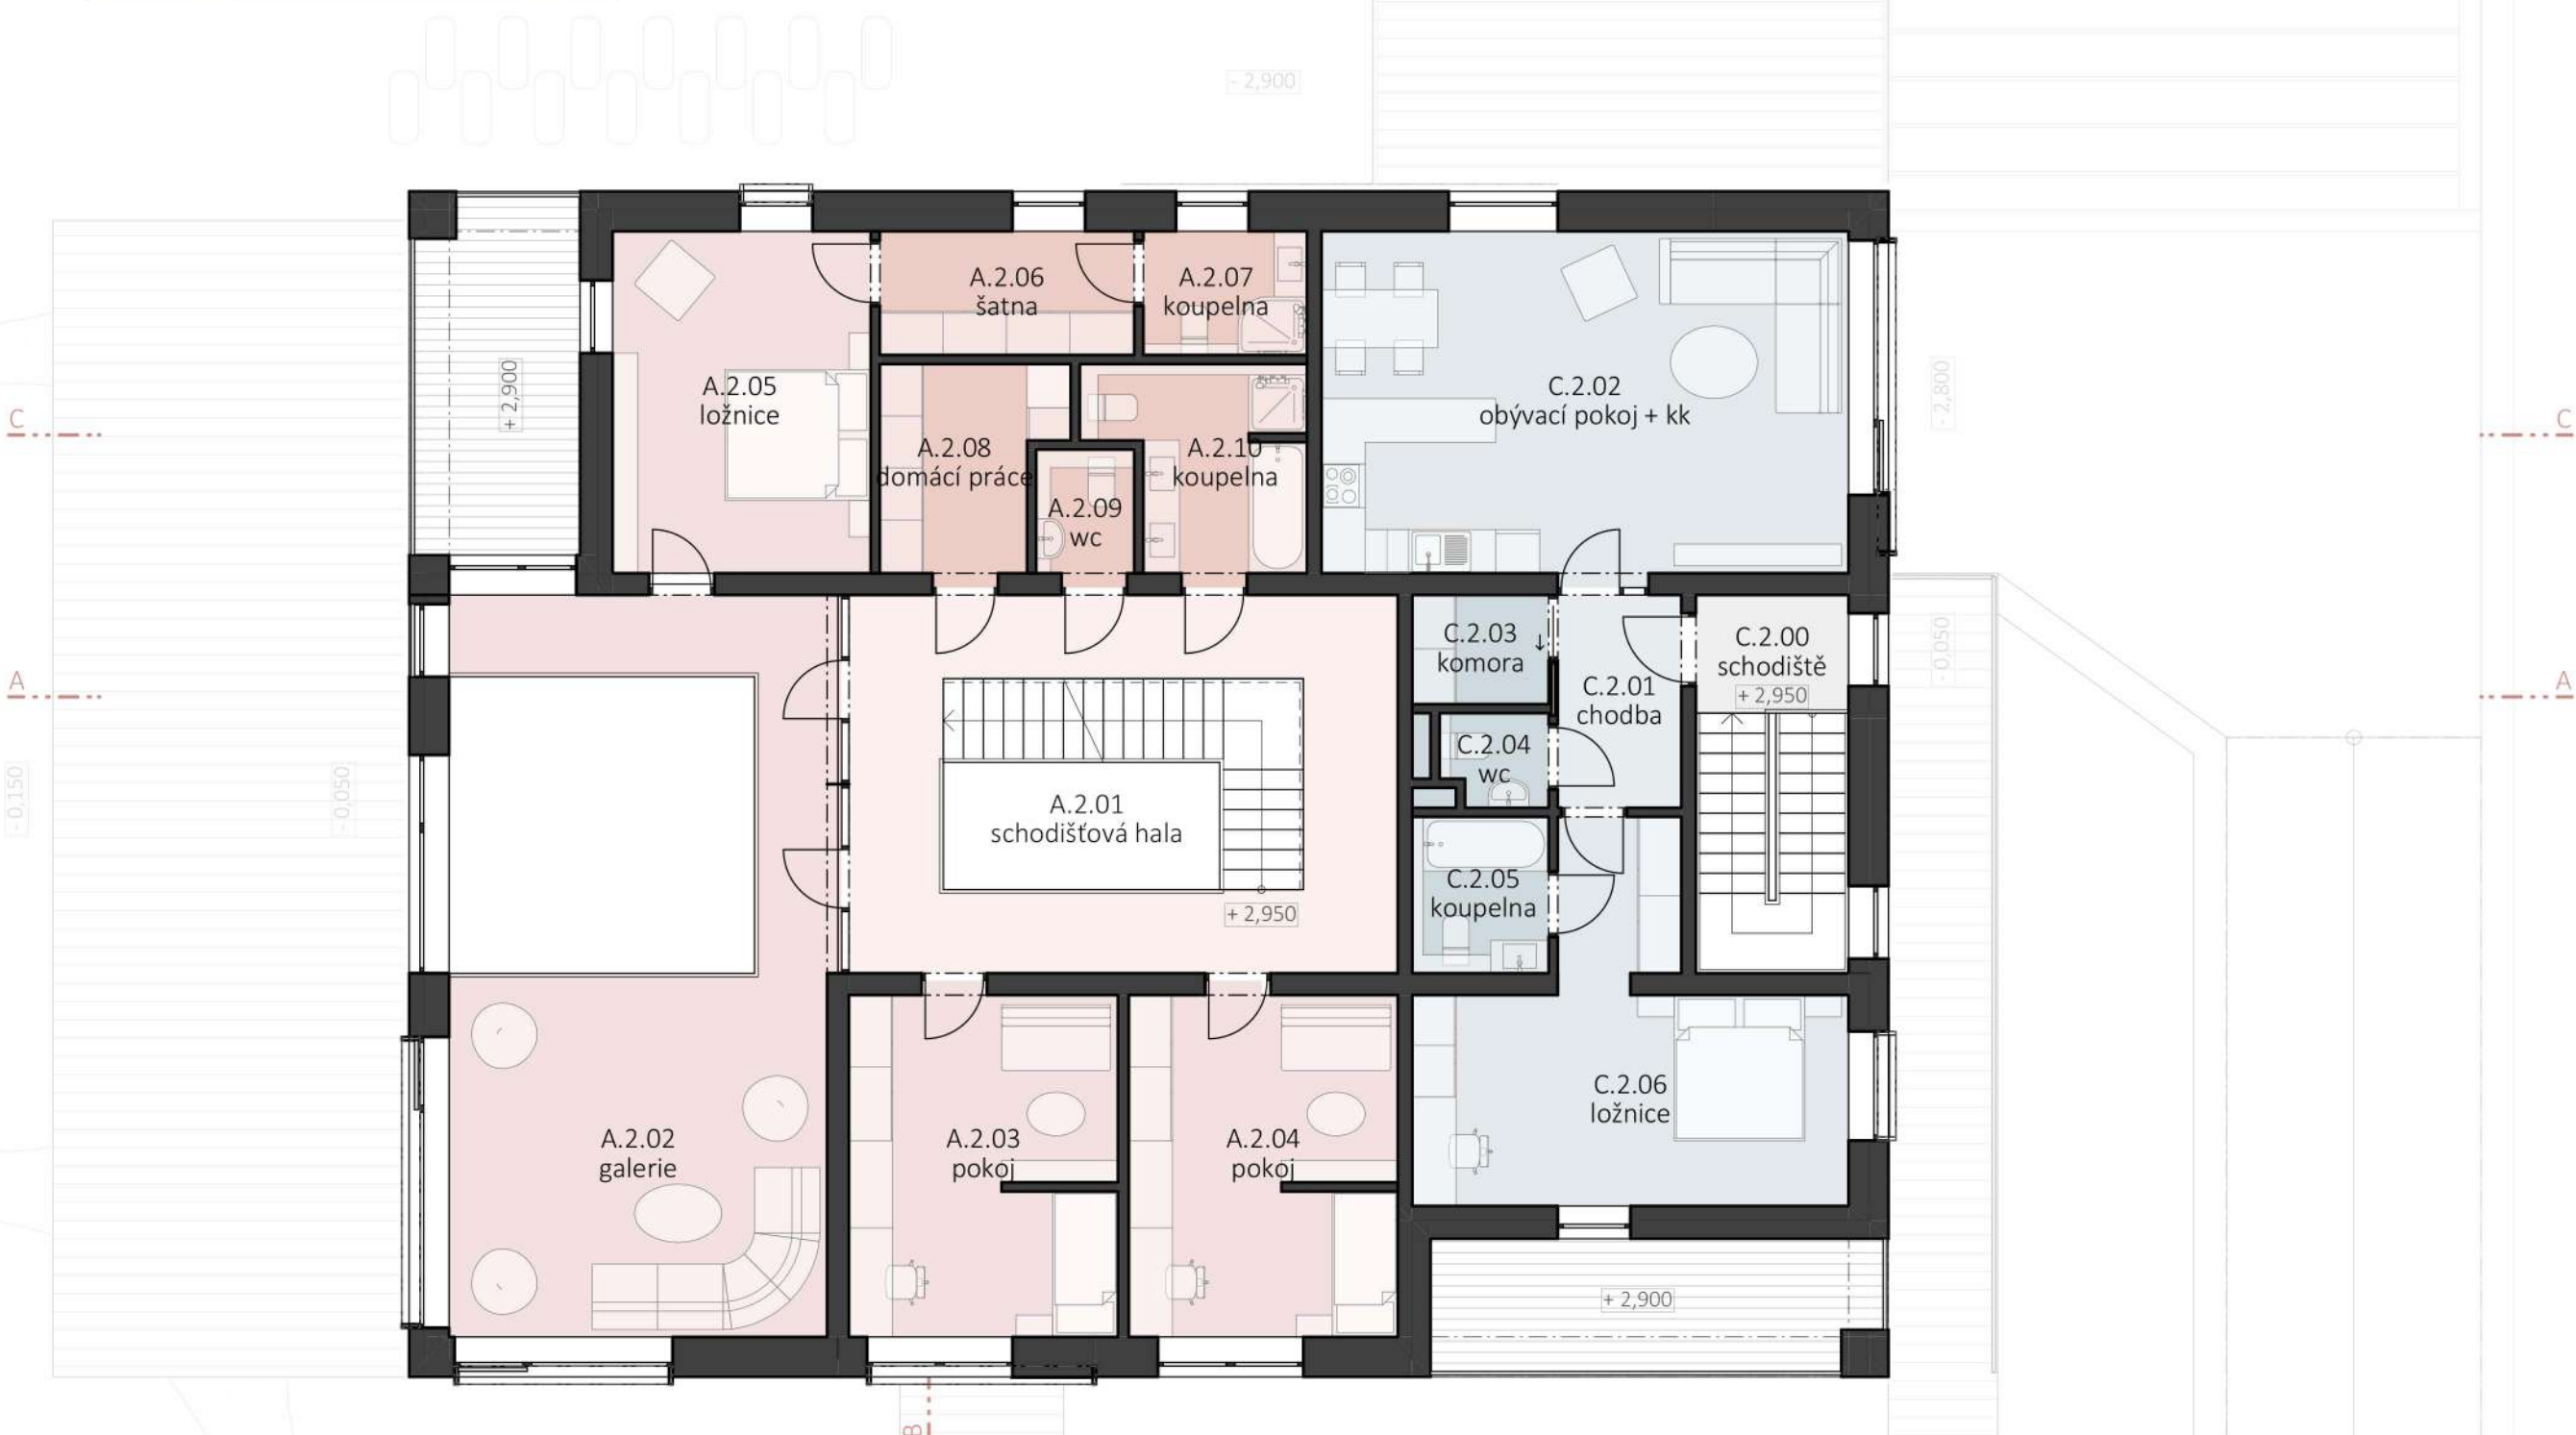 - 2,900
A.2.06
šatna
A.2.07
koupelna
A.2.05
ložnice
C.2.02
obývací pokoj + kk
+ 2,900
- 2,800
C
C
A.2.08
domácí práce
A.2.10
koupelna
A.2.09
wc
C.2.03
komora
C.2.00
schodiště
+ 2,950
- 0,050
C.2.01
chodba
A
A
C.2.04
wc
- 0,150
- 0,050
A.2.01
schodišťová hala
C.2.05
koupelna
+ 2,950
C.2.06
ložnice
A.2.02
galerie
A.2.03
pokoj
A.2.04
pokoj
+ 2,900
B